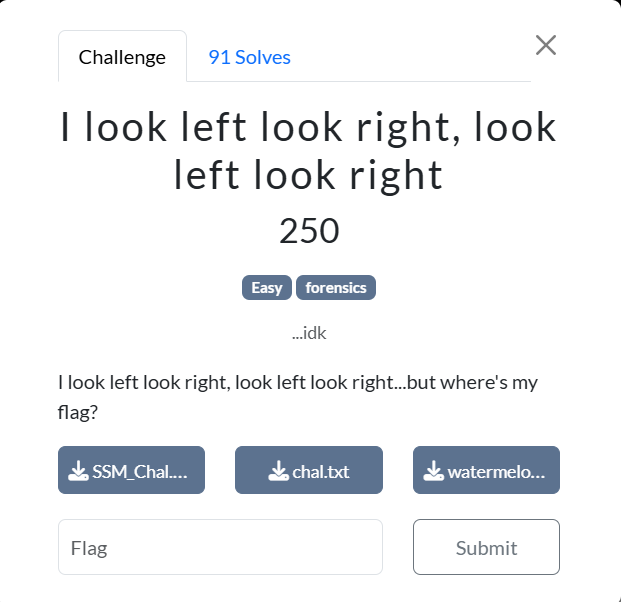 Challenge
91 Solves
I look left look right, look
left look right
250
Easy forensics
...idk
I look left look right, look left look right...but where's my
flag?
SSM_Chal.... chal.txt watermelo...
Flag
Submit